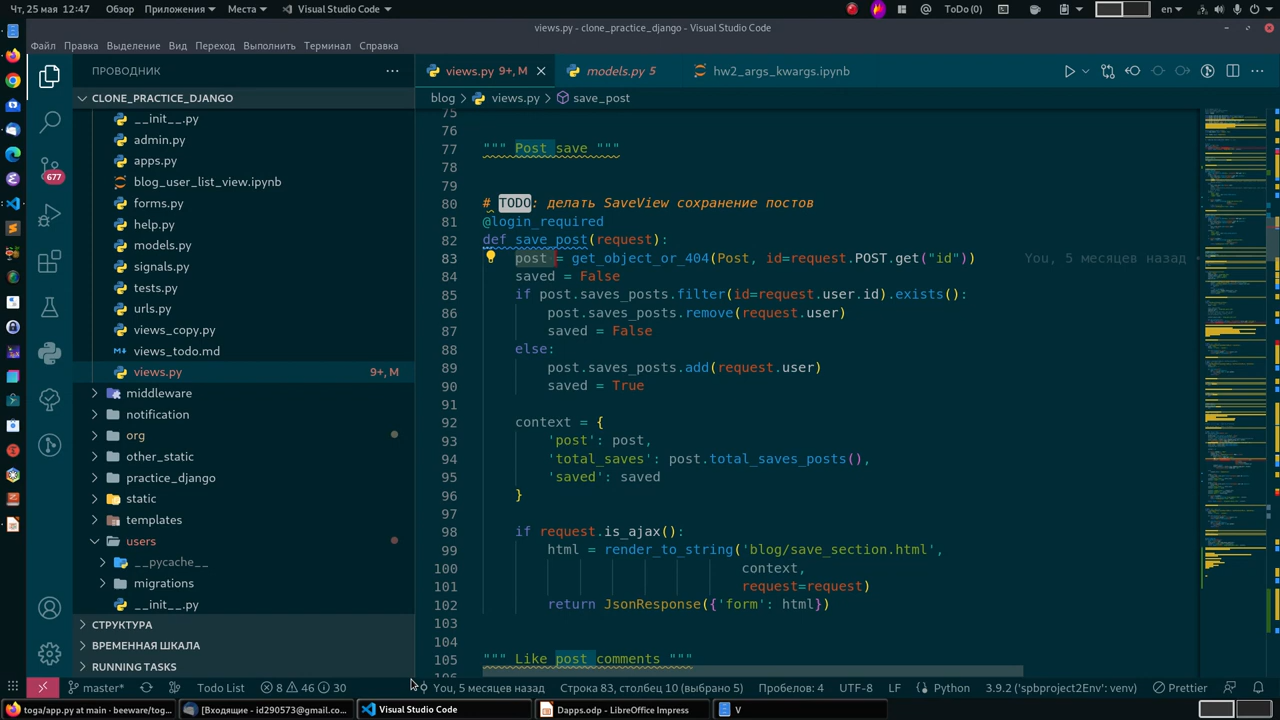 Чт, 25 мая 12:47
Обзор
Приложения
Места
Visual Studio Code
ToDo (0)
en
views.py - clone_practice_django - Visual Studio Code
Файл Правка Выделение Вид Переход Выполнить Терминал Справка
ПРОВОДНИК
views.py 9+, M
models.py 5
hw2_args_kwargs.ipynb
CLONE_PRACTICE_DJANGO
blog > views.py > save_post
__init__.py
admin.py
apps.py
blog_user_list_view.ipynb
forms.py
help.py
models.py
signals.py
tests.py
urls.py
views_copy.py
views_todo.md
views.py 9+, M
middleware
notification
org
other_static
practice_django
static
templates
users
__pycache__
migrations
__init__.py
СТРУКТУРА
ВРЕМЕННАЯ ШКАЛА
RUNNING TASKS
677
75
76
77 """ Post save """
78
79
80 # TODO: делать SaveView сохранение постов
81 @login_required
82 def save_post(request):
83 post = get_object_or_404(Post, id=request.POST.get("id")) You, 5 месяцев назад •
84 saved = False
85 if post.saves_posts.filter(id=request.user.id).exists():
86 post.saves_posts.remove(request.user)
87 saved = False
88 else:
89 post.saves_posts.add(request.user)
90 saved = True
91
92 context = {
93 'post': post,
94 'total_saves': post.total_saves_posts(),
95 'saved': saved
96 }
97
98 if request.is_ajax():
99 html = render_to_string('blog/save_section.html',
100 context,
101 request=request)
102 return JsonResponse({'form': html})
103
104
105 """ Like post comments """
master*
Todo List
8 46 30
You, 5 месяцев назад
Строка 83, столбец 10 (выбрано 5)
Пробелов: 4
UTF-8
LF
Python
3.9.2 ('spbproject2Env': venv)
Prettier
toga/app.py at main · beeware/tog...
[Входящие - id290573@gmail.co...
Visual Studio Code
Dapps.odp - LibreOffice Impress
V